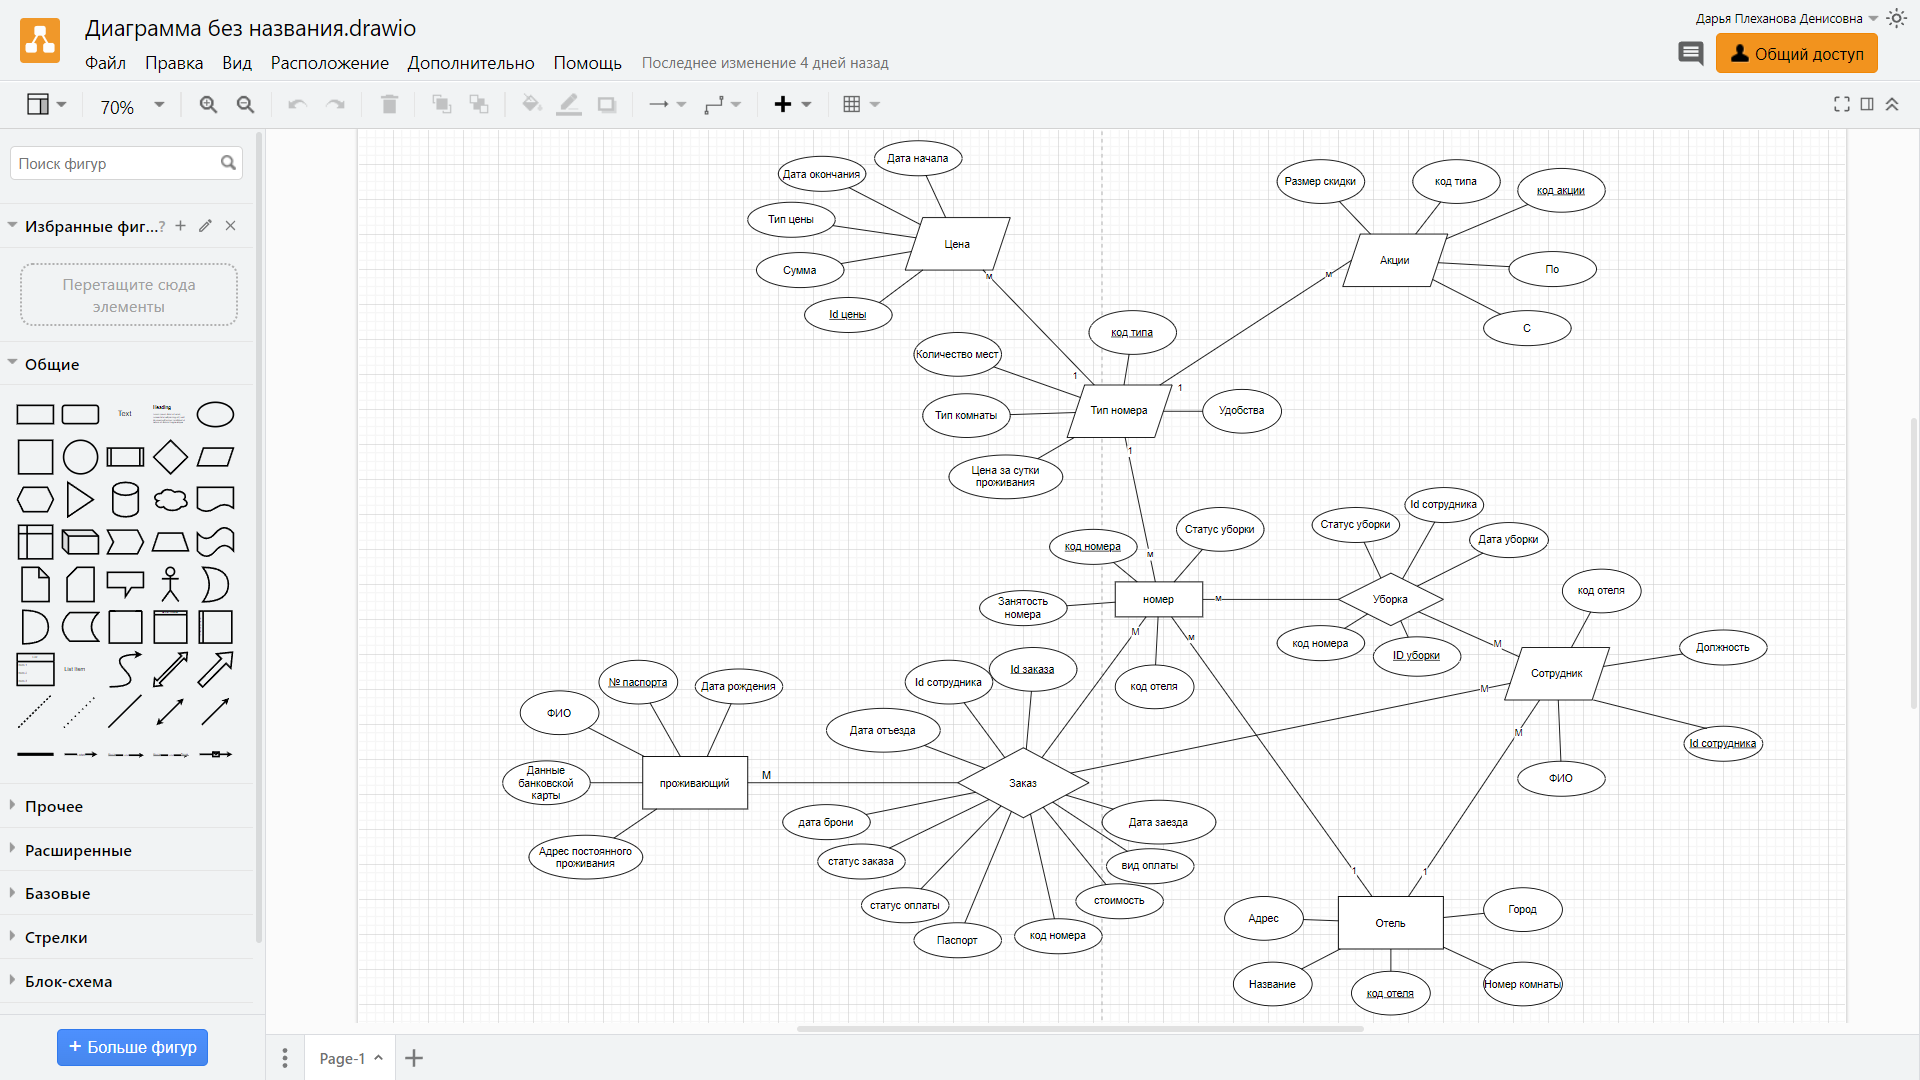 Диаграмма без названия.drawio
Дарья Плеханова Денисовна
Файл Правка Вид Расположение Дополнительно Помощь Последнее изменение 4 дней назад
Общий доступ
70%
Поиск фигур
Избранные фиг...?
Перетащите сюда
элементы
Общие
Text
Heading
List Item
Прочее
Расширенные
Базовые
Стрелки
Блок-схема
+ Больше фигур
Page-1
Дата начала
Дата окончания
Тип цены
Цена
Сумма
Id цены
м
1
Размер скидки
код типа
код акции
Акции
По
С
м
1
код типа
Количество мест
Тип комнаты
Тип номера
Удобства
Цена за сутки
проживания
1
м
код номера
Статус уборки
Занятость
номера
номер
код отеля
м
М
м
Статус уборки
Id сотрудника
Дата уборки
Уборка
код номера
ID уборки
М
код отеля
Должность
Сотрудник
Id сотрудника
ФИО
М
М
№ паспорта
Дата рождения
ФИО
Данные
банковской
карты
проживающий
Адрес постоянного
проживания
М
Id сотрудника
Id заказа
Дата отъезда
Заказ
дата брони
статус заказа
статус оплаты
Паспорт
код номера
стоимость
вид оплаты
Дата заезда
1
1
Адрес
Отель
Город
Название
код отеля
Номер комнаты